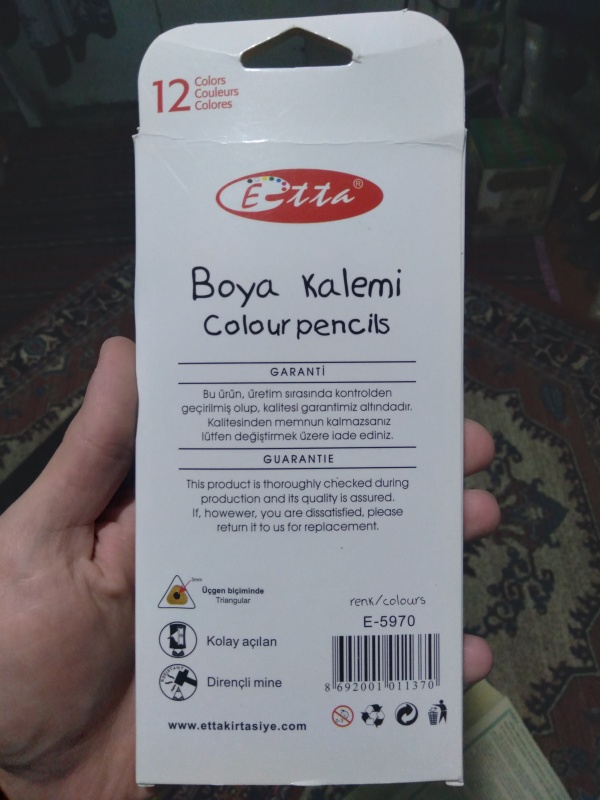 12
Colors
Couleurs
Colores
Etta®
Boya Kalemi
Colour pencils
GARANTİ
Bu ürün, üretim sırasında kontrolden
geçirilmiş olup, kalitesi garantimiz altındadır.
Kalitesinden memnun kalmazsanız
lütfen değiştirmek üzere iade ediniz.
GUARANTIE
This product is thoroughly checked during
production and its quality is assured.
If, howewer, you are dissatisfied, please
return it to us for replacement.
Üçgen biçiminde
Triangular
Kolay açılan
Dirençli mine
www.ettakirtasiye.com
renk/colours
E-5970
8 692001 011370